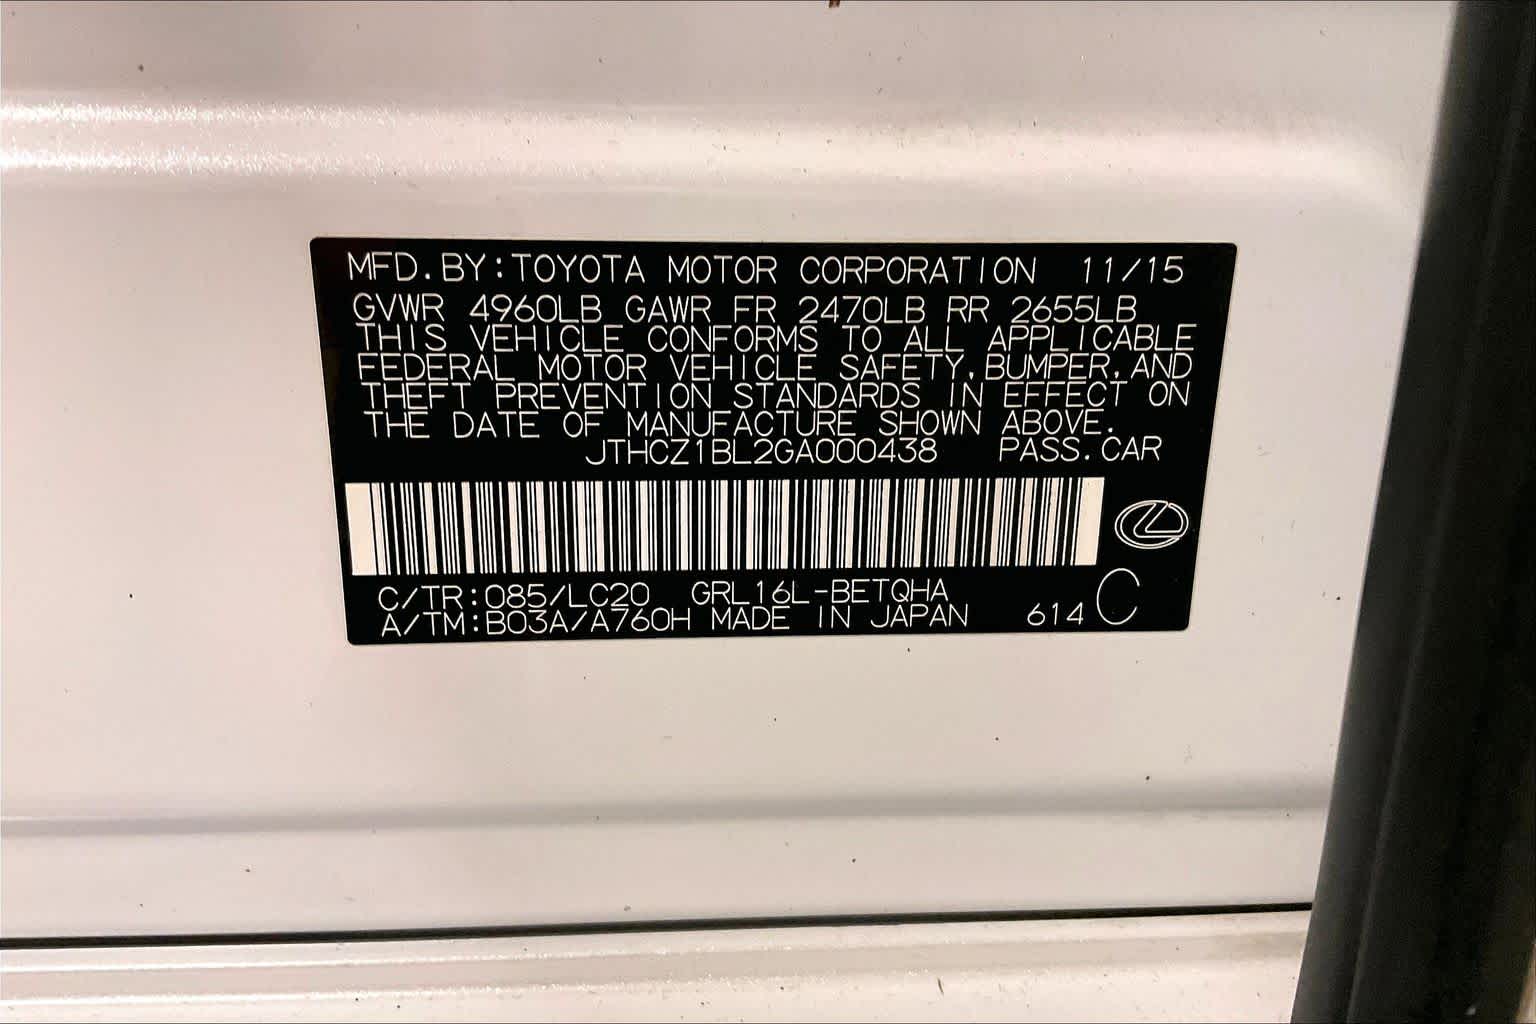 MFD.BY:TOYOTA MOTOR CORPORATION 11/15
GVWR 4960LB GAWR FR 2470LB RR 2655LB
THIS VEHICLE CONFORMS TO ALL APPLICABLE
FEDERAL MOTOR VEHICLE SAFETY,BUMPER,AND
THEFT PREVENTION STANDARDS IN EFFECT ON
THE DATE OF MANUFACTURE SHOWN ABOVE.
JTHCZ1BL2GA000438 PASS.CAR
C/TR:085/LC20 GRL16L-BETQHA
A/TM:B03A/A760H MADE IN JAPAN 614 C